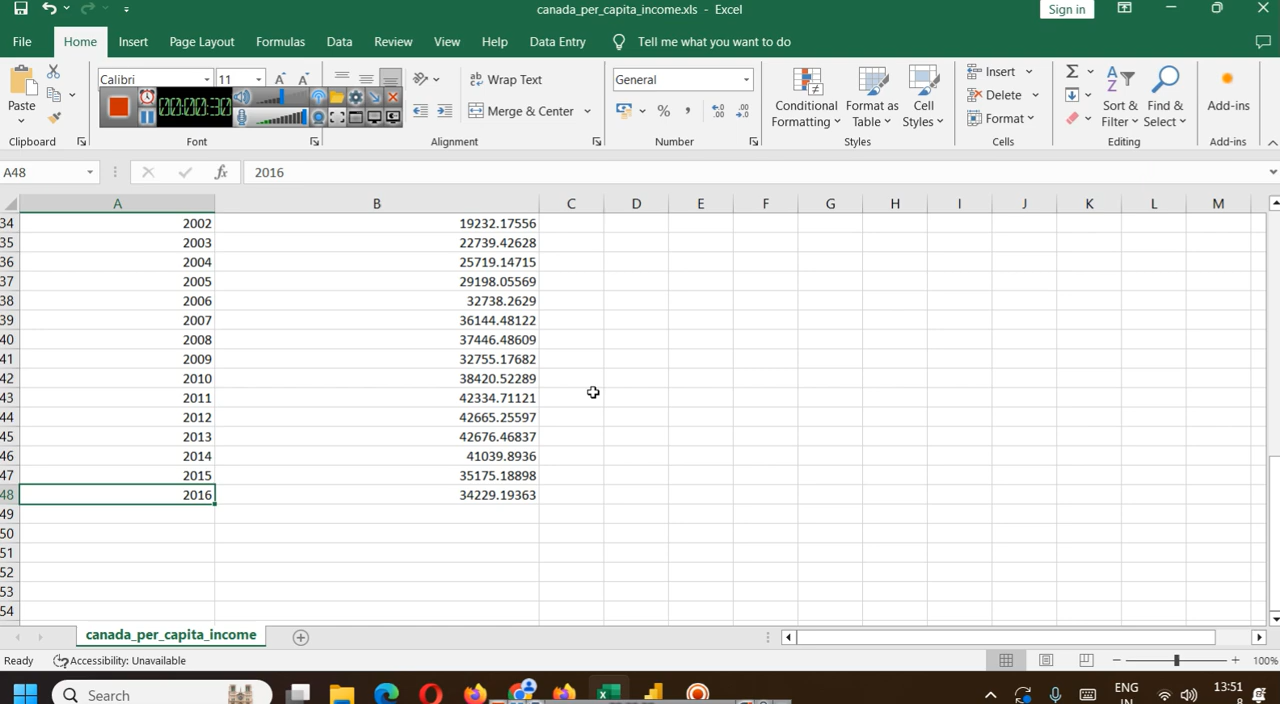 canada_per_capita_income.xls - Excel
Sign in
File Home Insert Page Layout Formulas Data Review View Help Data Entry Tell me what you want to do
Paste
Calibri 11
00:00:30
Wrap Text
Merge & Center
General
Conditional Formatting
Format as Table
Cell Styles
Insert
Delete
Format
Sort & Filter
Find & Select
Add-ins
Clipboard Font Alignment Number Styles Cells Editing Add-ins
A48 fx 2016
A B C D E F G H I J K L M
34 2002 19232.17556
35 2003 22739.42628
36 2004 25719.14715
37 2005 29198.05569
38 2006 32738.2629
39 2007 36144.48122
40 2008 37446.48609
41 2009 32755.17682
42 2010 38420.52289
43 2011 42334.71121
44 2012 42665.25597
45 2013 42676.46837
46 2014 41039.8936
47 2015 35175.18898
48 2016 34229.19363
49
50
51
52
53
54
canada_per_capita_income
Ready Accessibility: Unavailable 100%
Search
ENG
IN
13:51